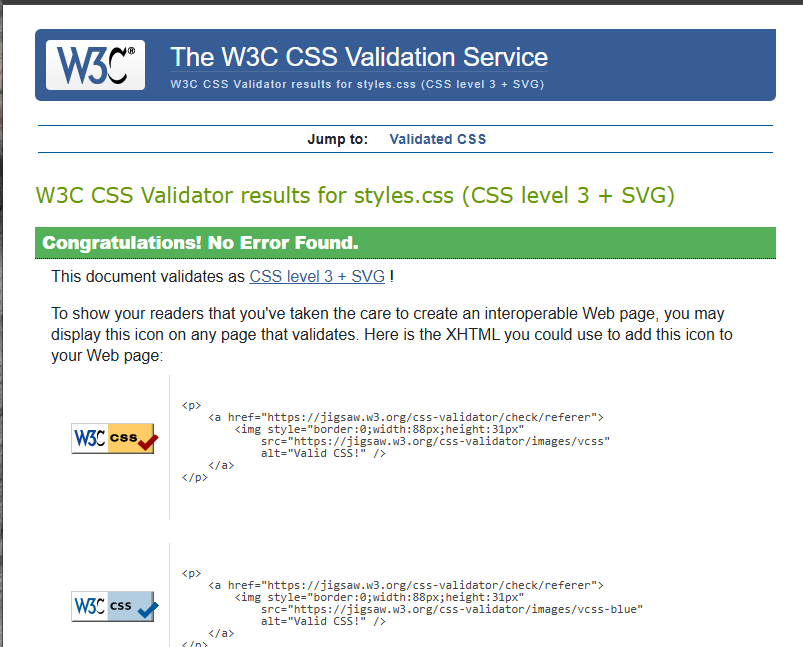 W3C® The W3C CSS Validation Service
W3C CSS Validator results for styles.css (CSS level 3 + SVG)
Jump to: Validated CSS
W3C CSS Validator results for styles.css (CSS level 3 + SVG)
Congratulations! No Error Found.
This document validates as CSS level 3 + SVG !
To show your readers that you've taken the care to create an interoperable Web page, you may
display this icon on any page that validates. Here is the XHTML you could use to add this icon to
your Web page:
W3C css
<p>
    <a href="https://jigsaw.w3.org/css-validator/check/referer">
        <img style="border:0;width:88px;height:31px"
            src="https://jigsaw.w3.org/css-validator/images/vcss"
            alt="Valid CSS!" />
    </a>
</p>
W3C css
<p>
    <a href="https://jigsaw.w3.org/css-validator/check/referer">
        <img style="border:0;width:88px;height:31px"
            src="https://jigsaw.w3.org/css-validator/images/vcss-blue"
            alt="Valid CSS!" />
    </a>
</p>